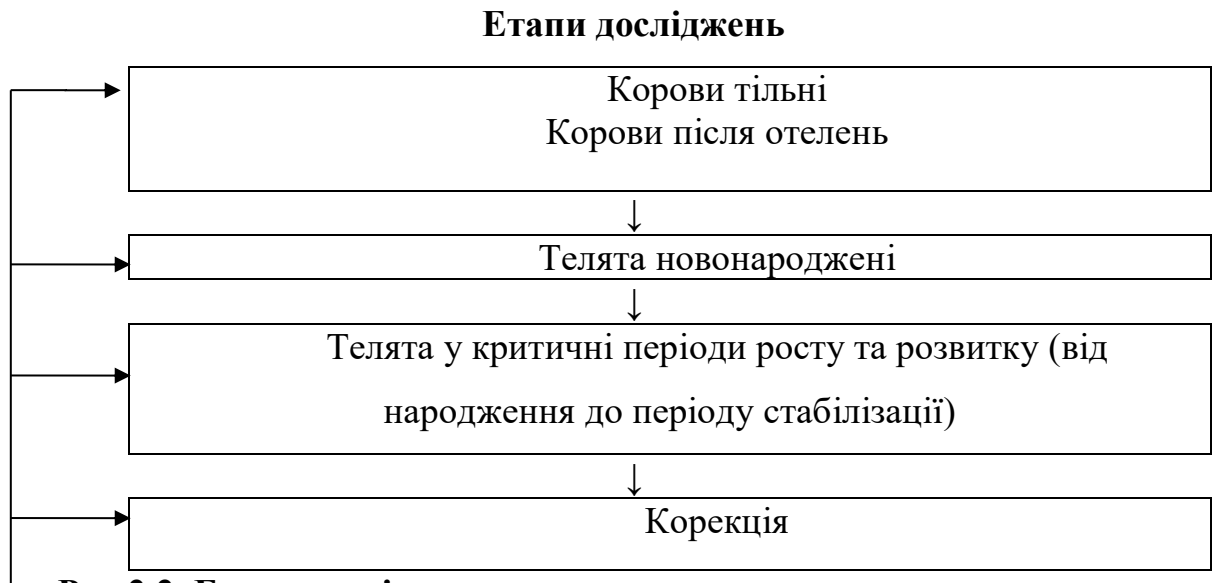 Етапи досліджень
Корови тільні
Корови після отелень
↓
Телята новонароджені
↓
Телята у критичні періоди росту та розвитку (від
народження до періоду стабілізації)
↓
Корекція